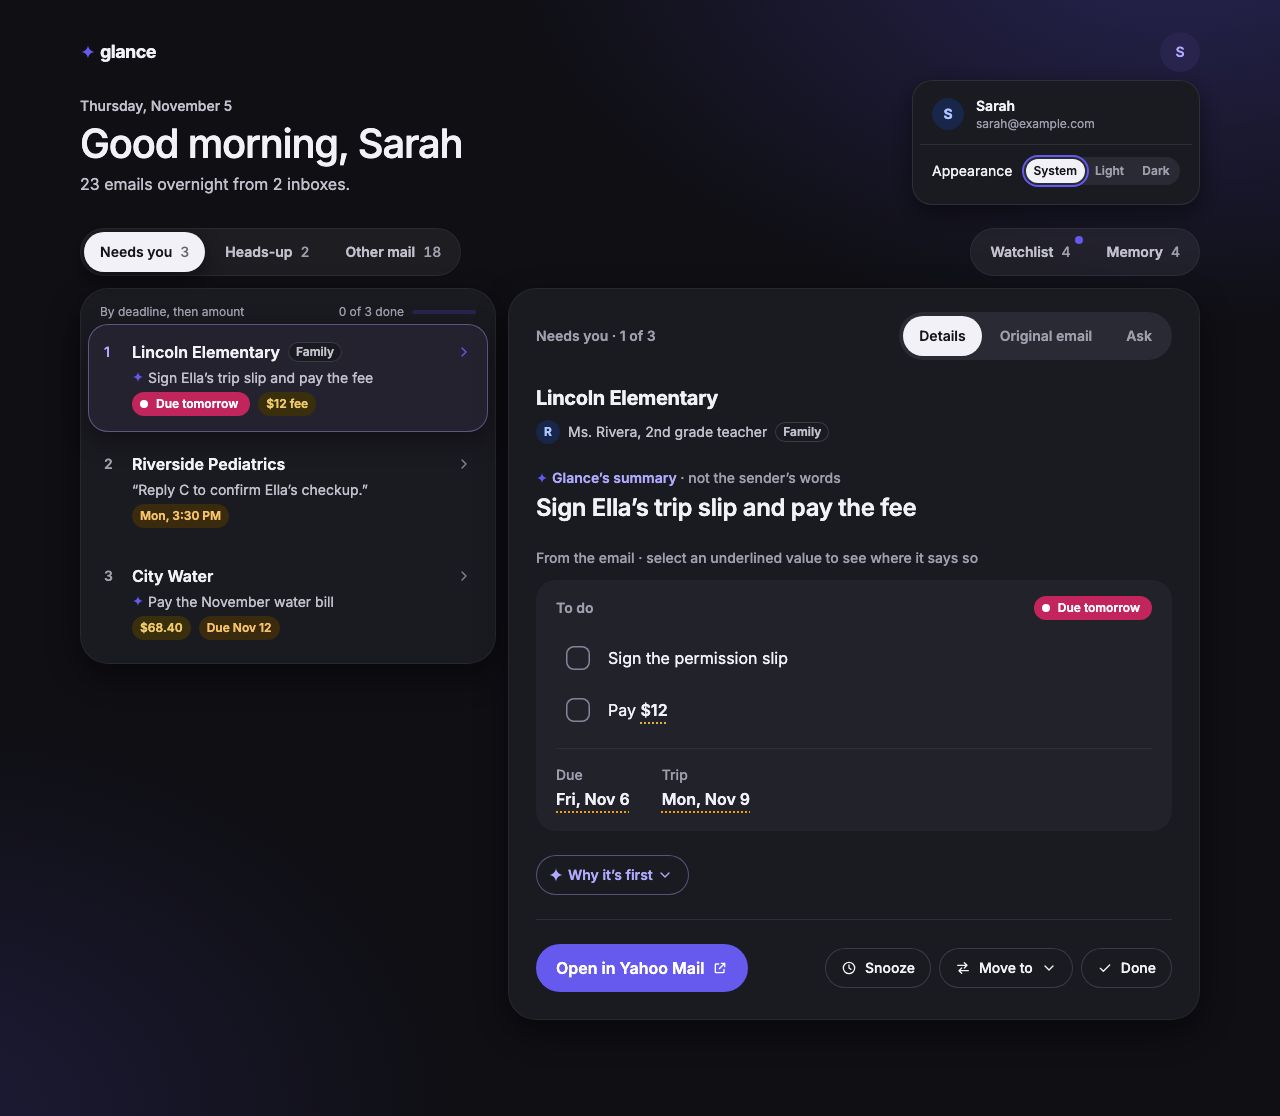 glance
S
Thursday, November 5
Good morning, Sarah
23 emails overnight from 2 inboxes.
S
Sarah
sarah@example.com
Appearance System Light Dark
Needs you 3 Heads-up 2 Other mail 18
Watchlist 4 Memory 4
By deadline, then amount 0 of 3 done
1 Lincoln Elementary Family
Sign Ella’s trip slip and pay the fee
Due tomorrow $12 fee
2 Riverside Pediatrics
“Reply C to confirm Ella’s checkup.”
Mon, 3:30 PM
3 City Water
Pay the November water bill
$68.40 Due Nov 12
Needs you · 1 of 3
Details Original email Ask
Lincoln Elementary
R Ms. Rivera, 2nd grade teacher Family
Glance’s summary · not the sender’s words
Sign Ella’s trip slip and pay the fee
From the email · select an underlined value to see where it says so
To do Due tomorrow
Sign the permission slip
Pay $12
Due Trip
Fri, Nov 6 Mon, Nov 9
Why it’s first
Open in Yahoo Mail Snooze Move to Done